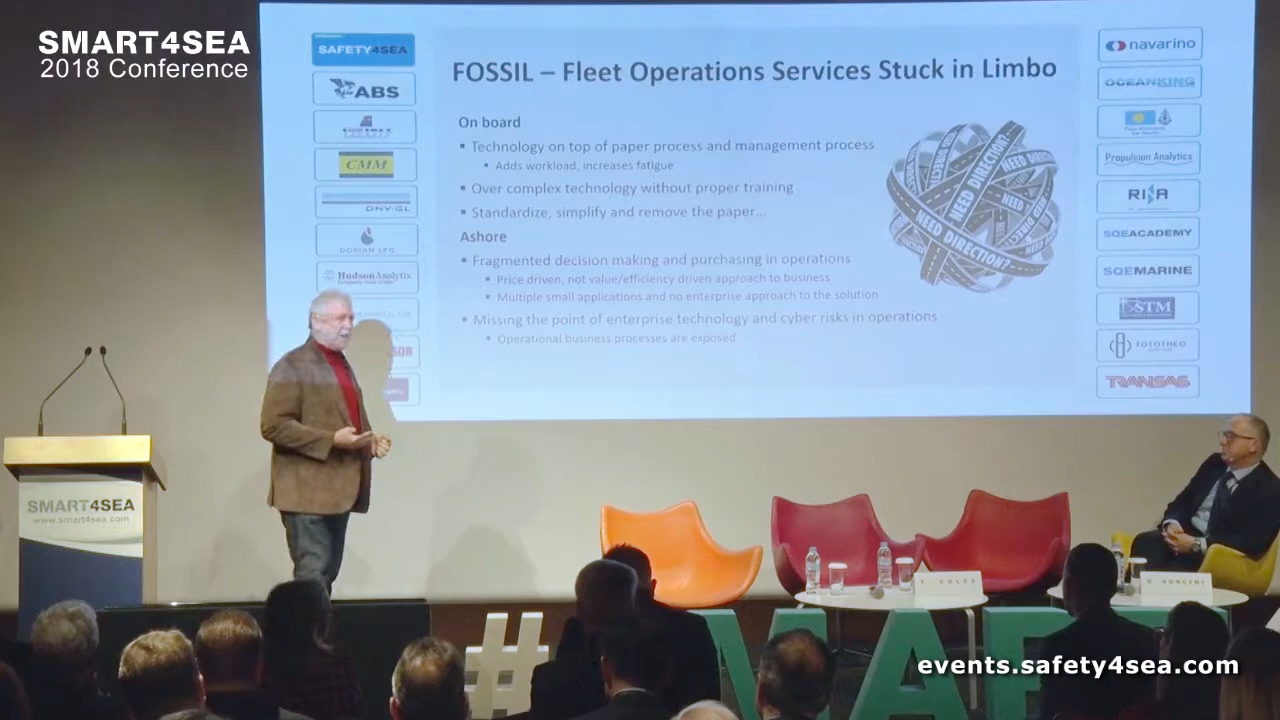 SMART4SEA
2018 Conference
SAFETY4SEA
ABS
CMM
DNV·GL
DORIAN LPG
HudsonAnalytix
FOSSIL – Fleet Operations Services Stuck in Limbo
On board
▪ Technology on top of paper process and management process
▪ Adds workload, increases fatigue
▪ Over complex technology without proper training
▪ Standardize, simplify and remove the paper...
Ashore
▪ Fragmented decision making and purchasing in operations
▪ Price driven, not value/efficiency driven approach to business
▪ Multiple small applications and no enterprise approach to the solution
▪ Missing the point of enterprise technology and cyber risks in operations
▪ Operational business processes are exposed
NEED DIRECTION?
NEED DIRECTION?
NEED DIRECTION?
navarino
OCEANKING
Propulsion Analytics
RINA
SQEACADEMY
SQEMARINE
STM
TOTOTHEO
TRANSAS
SMART4SEA
www.smart4sea.com
#
events.safety4sea.com